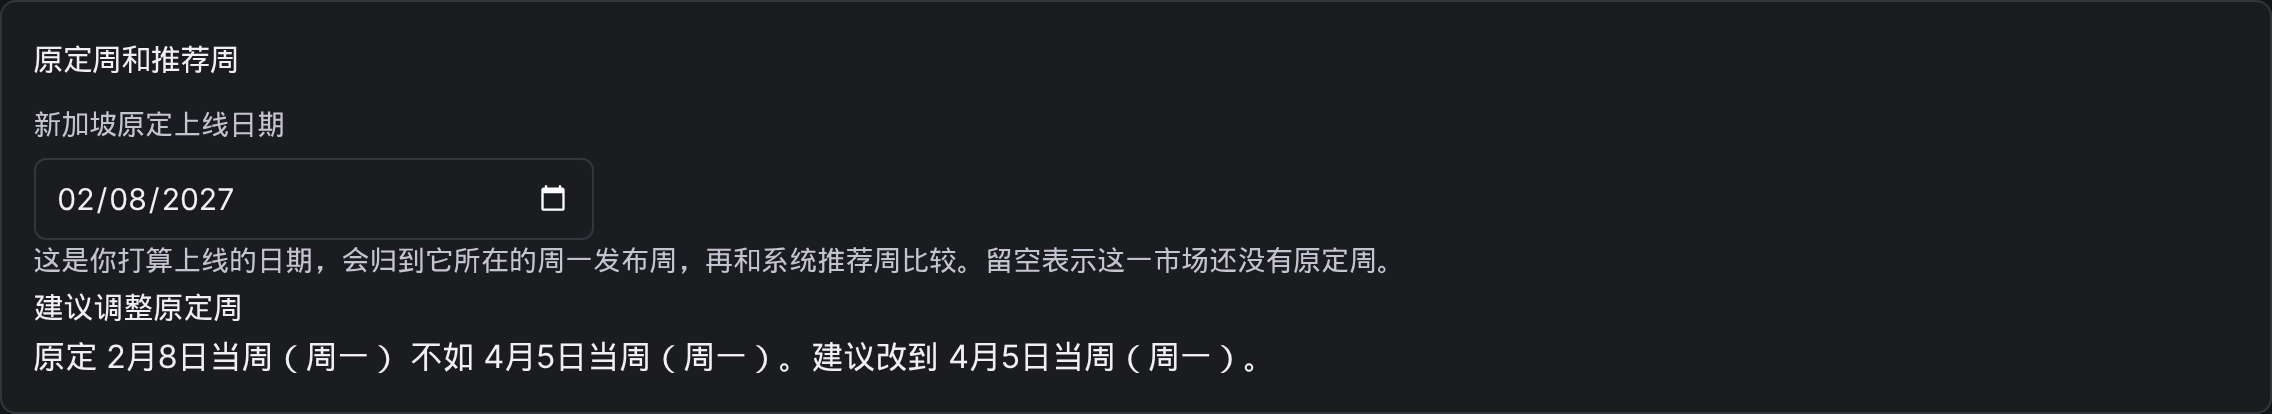 原定周和推荐周
新加坡原定上线日期
02/08/2027
这是你打算上线的日期，会归到它所在的周一发布周，再和系统推荐周比较。留空表示这一市场还没有原定周。
建议调整原定周
原定 2月8日当周（周一） 不如 4月5日当周（周一）。建议改到 4月5日当周（周一）。